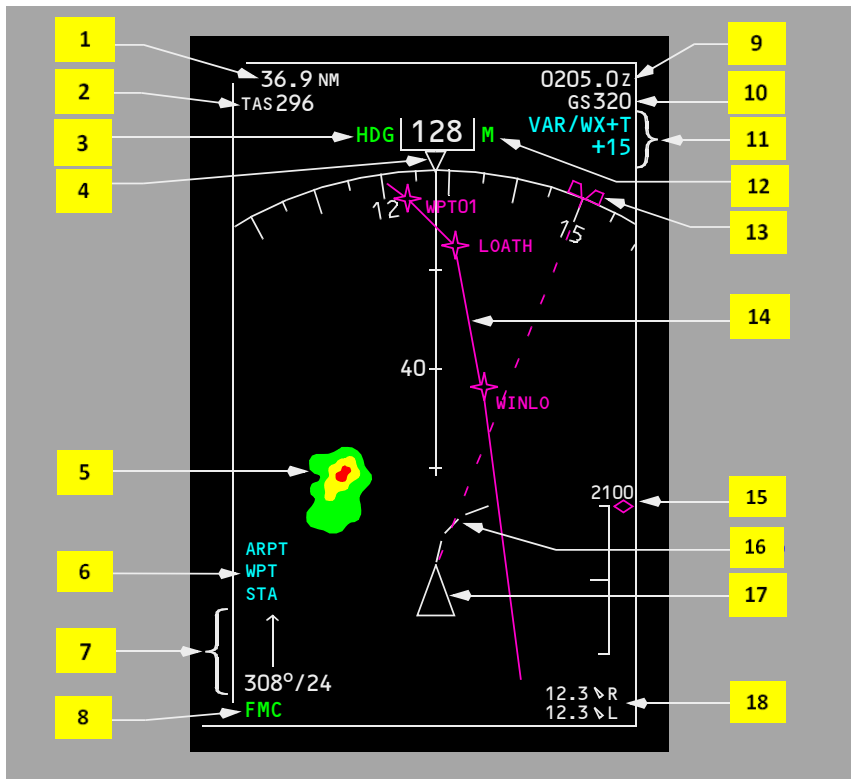 1
36.9 NM
0205.0Z
9
2
TAS296
GS320
10
3
HDG
128
M
VAR/WX+T
+15
11
4
12
12
WPT01
15
13
LOATH
14
40
WINLO
5
2100
15
ARPT
WPT
STA
6
16
17
7
308°/24
8
FMC
12.3 R
12.3 L
18